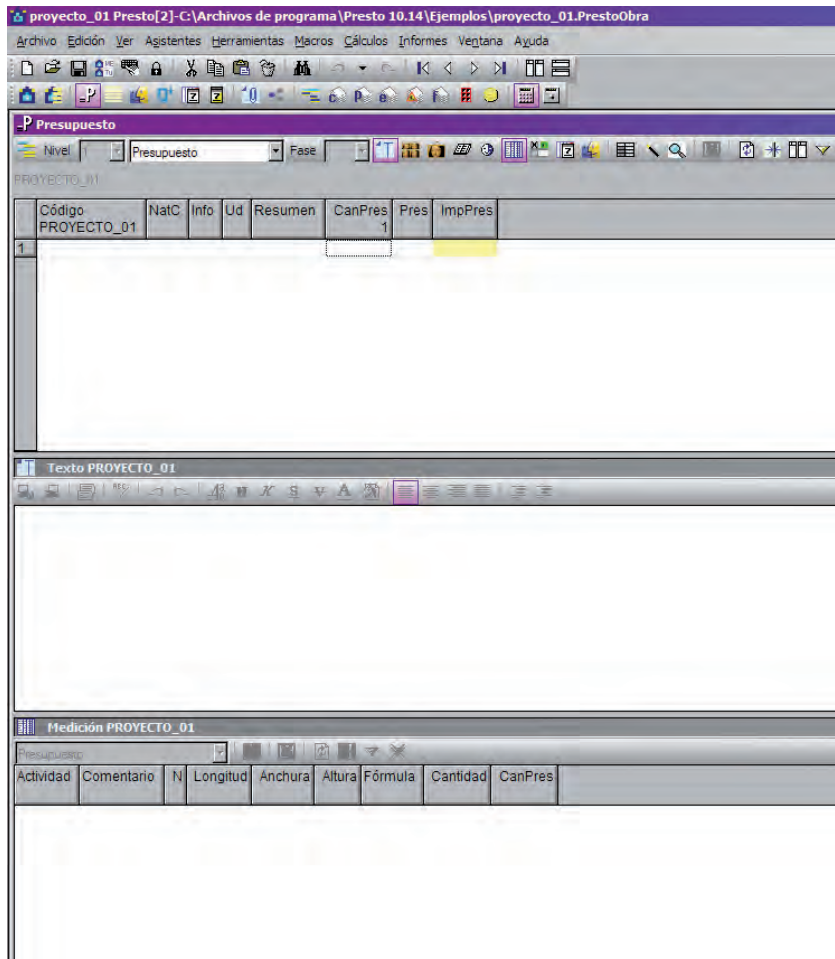 proyecto_01 Presto[2]-C:\Archivos de programa\Presto 10.14\Ejemplos\proyecto_01.PrestoObra
Archivo Edición Ver Asistentes Herramientas Macros Cálculos Informes Ventana Ayuda
Presupuesto
Nivel 1 Presupuesto Fase
PROYECTO_01
Código NatC Info Ud Resumen CanPres Pres ImpPres
PROYECTO_01 1
1
Texto PROYECTO_01
Medición PROYECTO_01
Presupuesto
Actividad Comentario N Longitud Anchura Altura Fórmula Cantidad CanPres